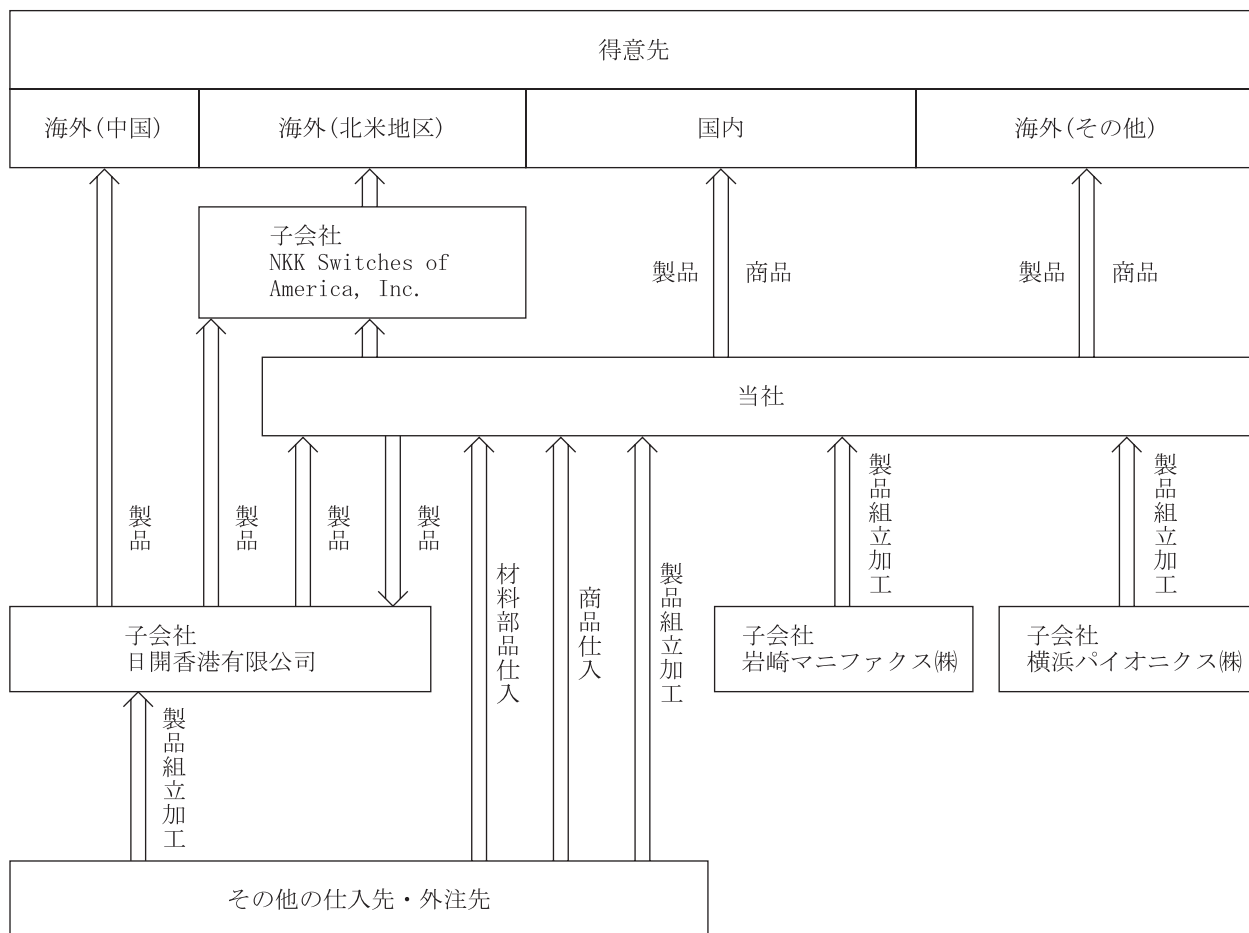 得意先
海外(中国)
海外(北米地区)
国内
海外(その他)
子会社
NKK Switches of
America, Inc.
製品
商品
製品
商品
当社
製品
製品
製品
製品
材料部品仕入
商品仕入
製品組立加工
製品組立加工
製品組立加工
子会社
日開香港有限公司
子会社
岩崎マニファクス㈱
子会社
横浜パイオニクス㈱
製品組立加工
その他の仕入先・外注先